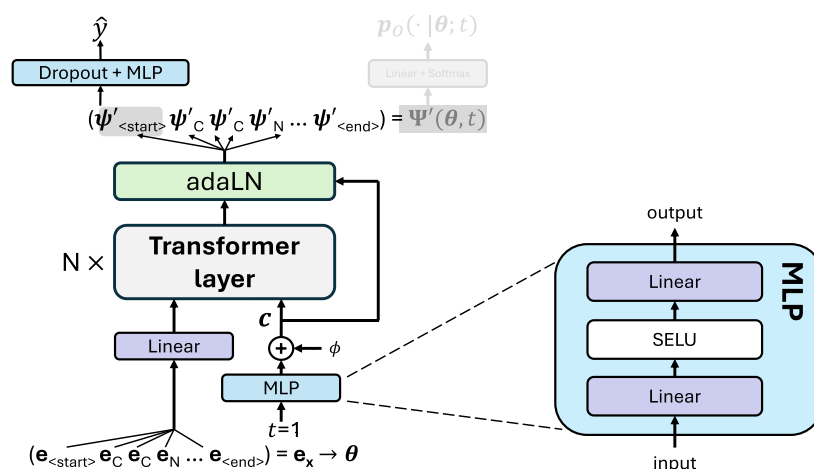 ŷ
p_O(· |θ; t)
Dropout + MLP
Linear + Softmax
(ψ′<start> ψ′C ψ′C ψ′N ... ψ′<end>) = Ψ′(θ, t)
adaLN
N ×
Transformer
layer
c
Linear
+
ϕ
MLP
t=1
(e<start> eC eC eN ... e<end>) = ex → θ
output
MLP
Linear
SELU
Linear
input